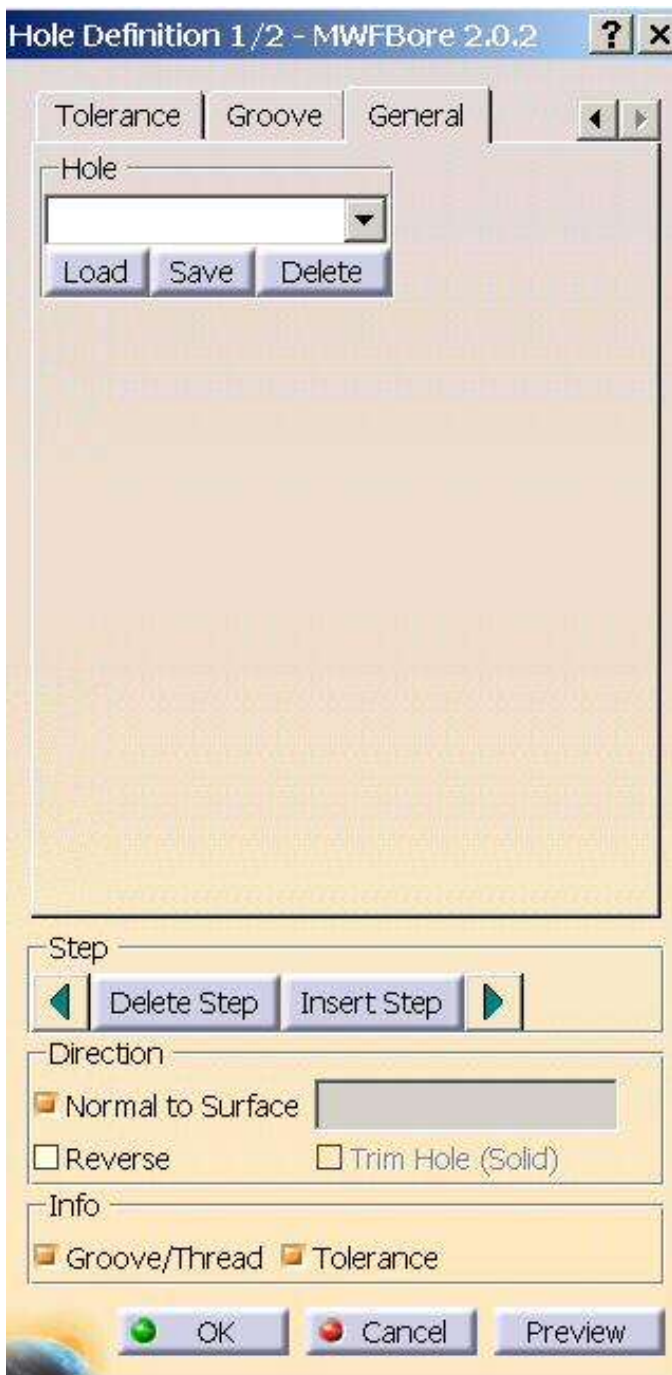 Hole Definition 1/2 - MWFBore 2.0.2 ?
Tolerance Groove General
Hole
Load Save Delete
Step
Delete Step Insert Step
Direction
Normal to Surface
Reverse Trim Hole (Solid)
Info
Groove/Thread Tolerance
OK Cancel Preview